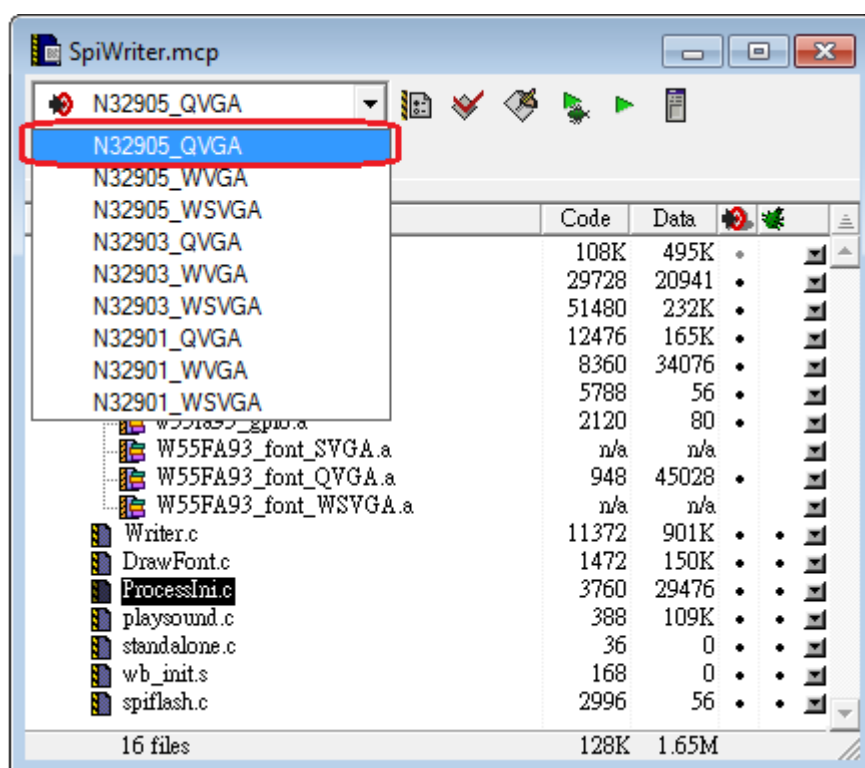 SpiWriter.mcp
N32905_QVGA
N32905_QVGA
N32905_WVGA
N32905_WSVGA
N32903_QVGA
N32903_WVGA
N32903_WSVGA
N32901_QVGA
N32901_WVGA
N32901_WSVGA
Code Data
108K 495K
29728 20941
51480 232K
12476 165K
8360 34076
5788 56
2120 80
W55FA93_font_SVGA.a n/a n/a
W55FA93_font_QVGA.a 948 45028
W55FA93_font_WSVGA.a n/a n/a
Writer.c 11372 901K
DrawFont.c 1472 150K
ProcessIni.c 3760 29476
playsound.c 388 109K
standalone.c 36 0
wb_init.s 168 0
spiflash.c 2996 56
16 files 128K 1.65M